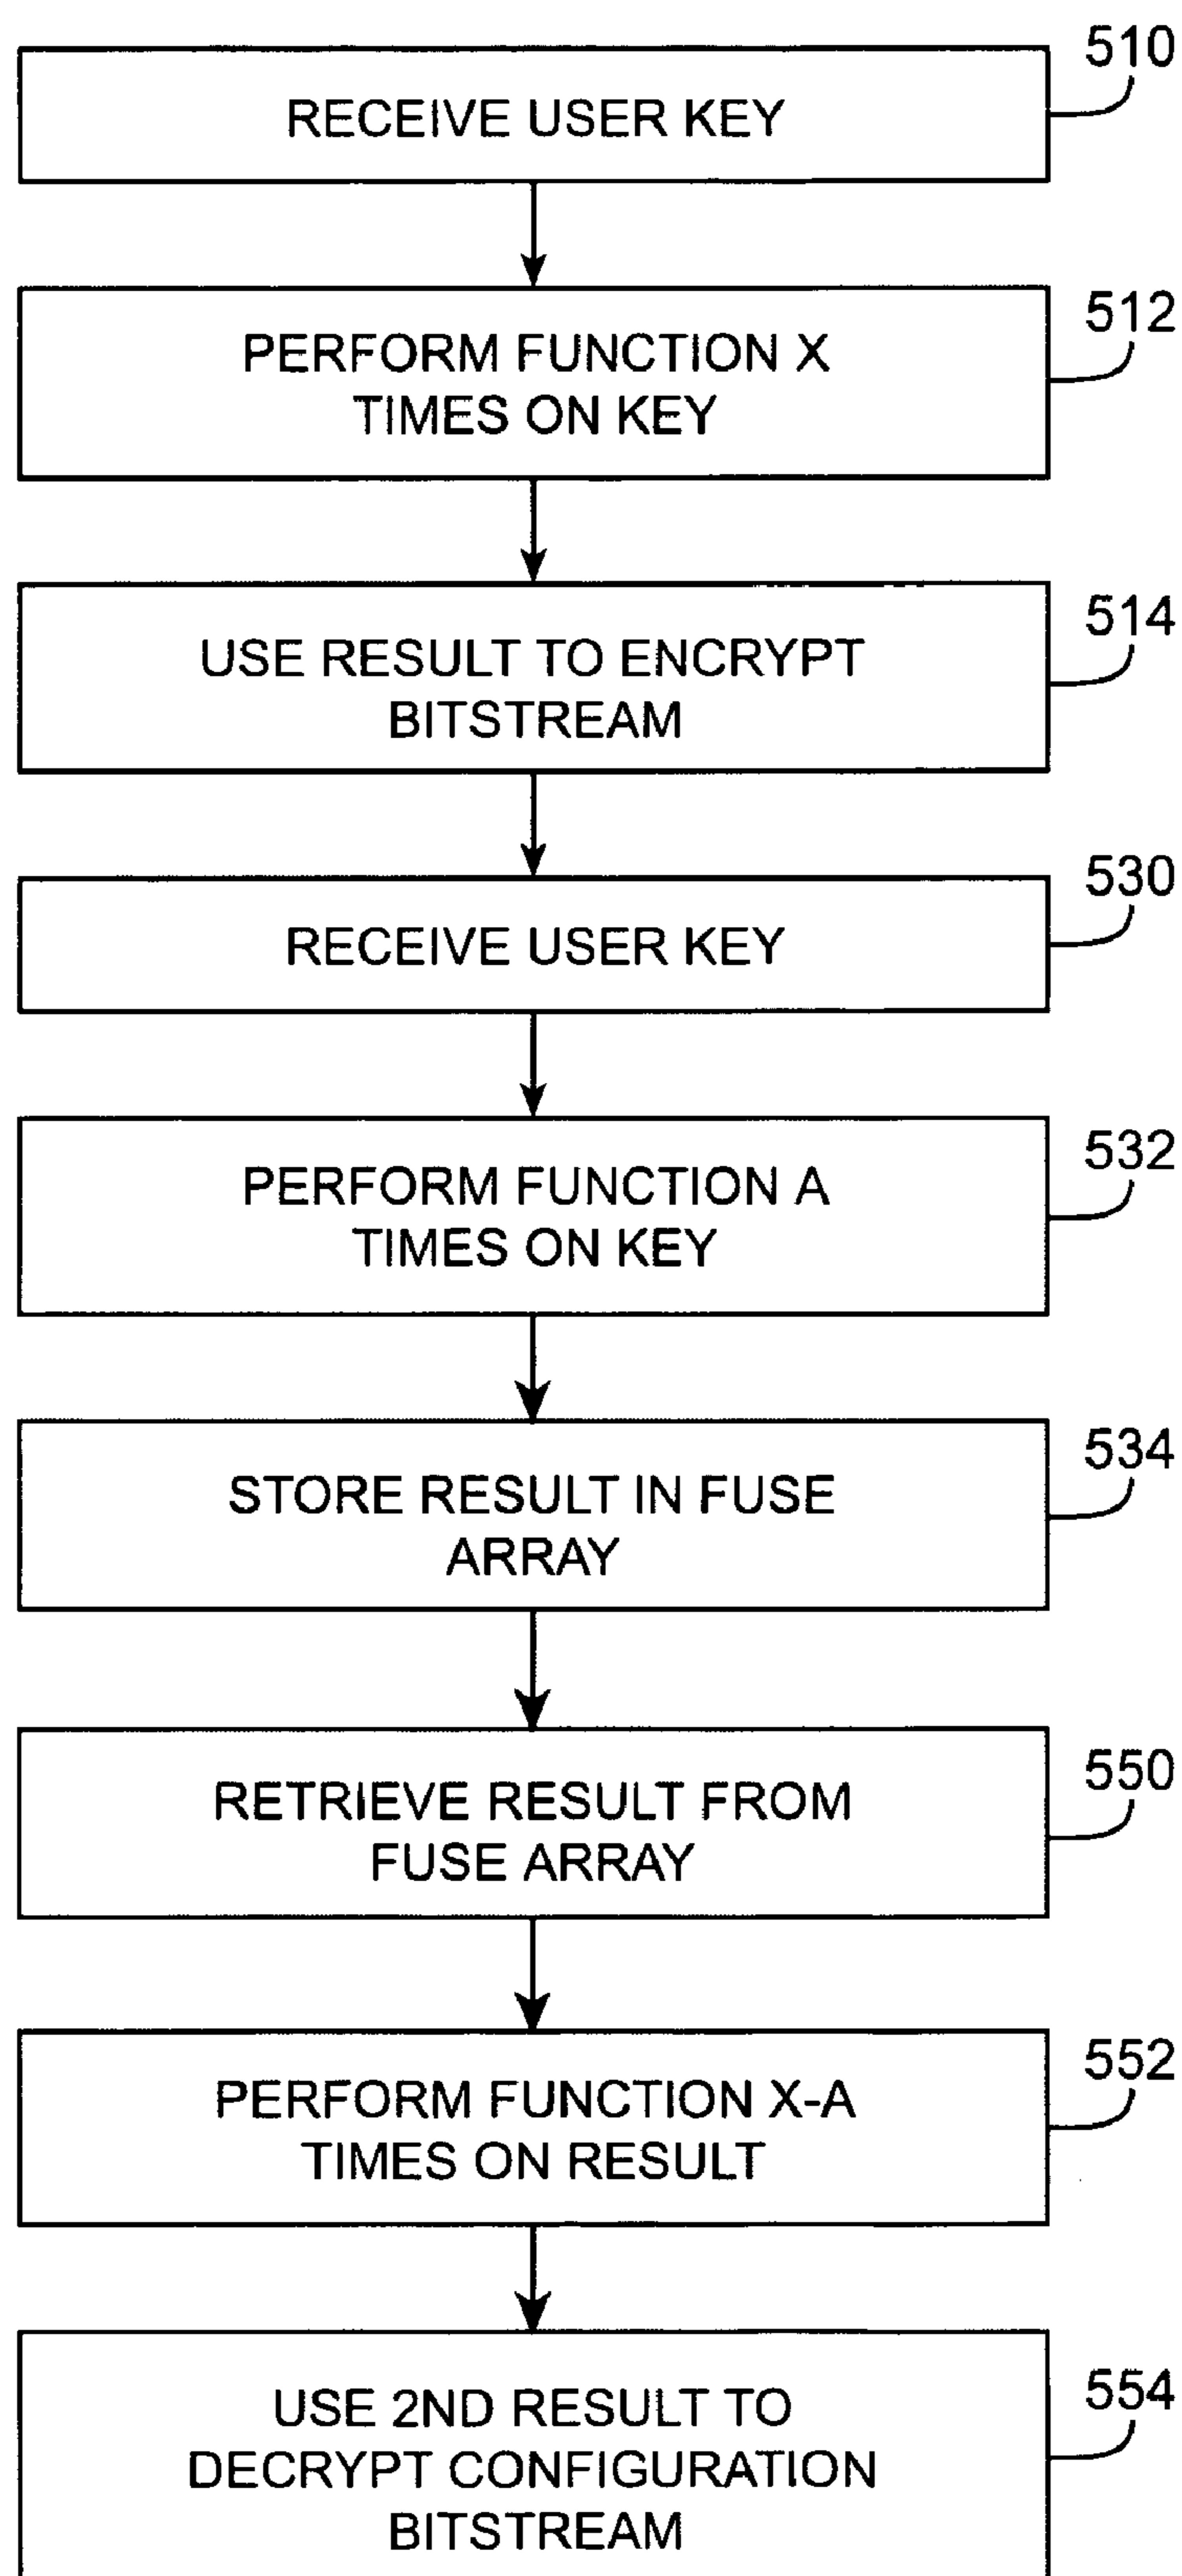 510
RECEIVE USER KEY
512
PERFORM FUNCTION X
TIMES ON KEY
514
USE RESULT TO ENCRYPT
BITSTREAM
530
RECEIVE USER KEY
532
PERFORM FUNCTION A
TIMES ON KEY
534
STORE RESULT IN FUSE
ARRAY
550
RETRIEVE RESULT FROM
FUSE ARRAY
552
PERFORM FUNCTION X-A
TIMES ON RESULT
554
USE 2ND RESULT TO
DECRYPT CONFIGURATION
BITSTREAM